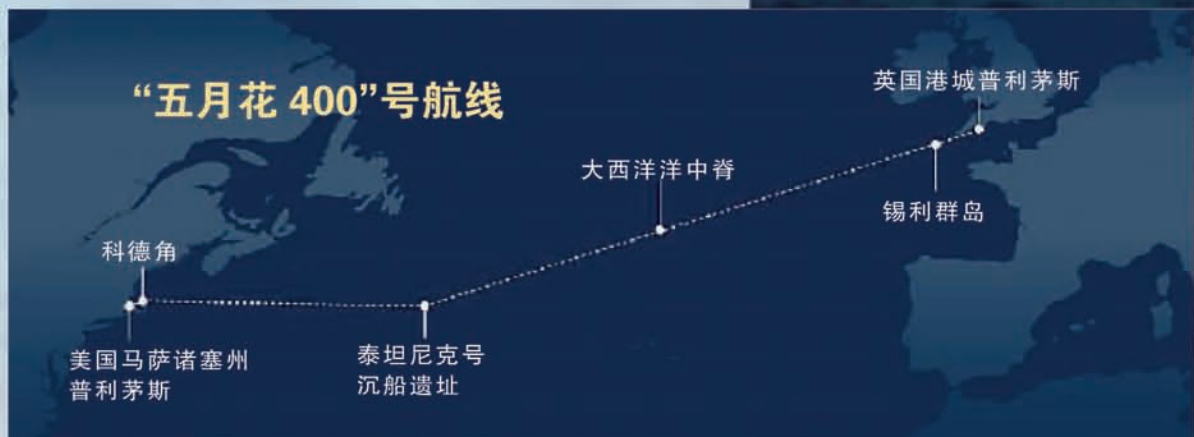 “五月花 400”号航线
英国港城普利茅斯
大西洋洋中脊
锡利群岛
科德角
美国马萨诸塞州
普利茅斯
泰坦尼克号
沉船遗址